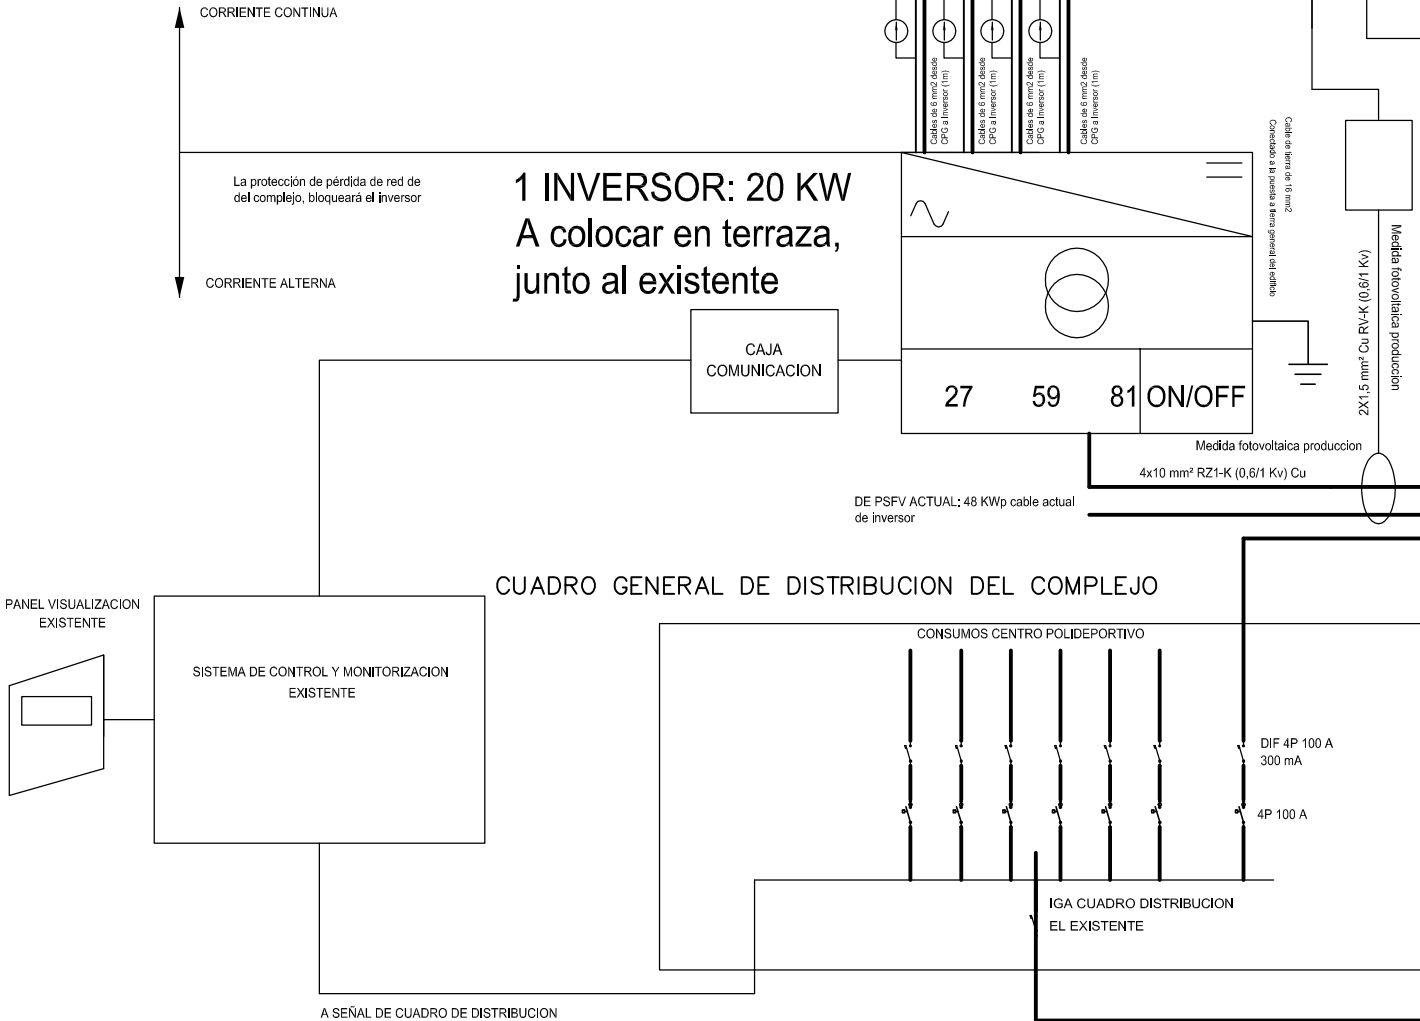 CORRIENTE CONTINUA
Cables de 6 mm2 desde
CPG a Inversor (1m)
Cables de 6 mm2 desde
CPG a Inversor (1m)
Cables de 6 mm2 desde
CPG a Inversor (1m)
Cables de 6 mm2 desde
CPG a Inversor (1m)
Cable de tierra de 16 mm2
Conectado a la puesta a tierra general del edificio
La protección de pérdida de red de
del complejo, bloqueará el inversor
1 INVERSOR: 20 KW
A colocar en terraza,
junto al existente
CORRIENTE ALTERNA
Medida fotovoltaica produccion
2X1,5 mm² Cu RV-K (0,6/1 Kv)
CAJA
COMUNICACION
27 59 81 ON/OFF
Medida fotovoltaica produccion
4x10 mm² RZ1-K (0,6/1 Kv) Cu
DE PSFV ACTUAL: 48 KWp cable actual
de inversor
CUADRO GENERAL DE DISTRIBUCION DEL COMPLEJO
PANEL VISUALIZACION
EXISTENTE
SISTEMA DE CONTROL Y MONITORIZACION
EXISTENTE
CONSUMOS CENTRO POLIDEPORTIVO
DIF 4P 100 A
300 mA
4P 100 A
IGA CUADRO DISTRIBUCION
EL EXISTENTE
A SEÑAL DE CUADRO DE DISTRIBUCION